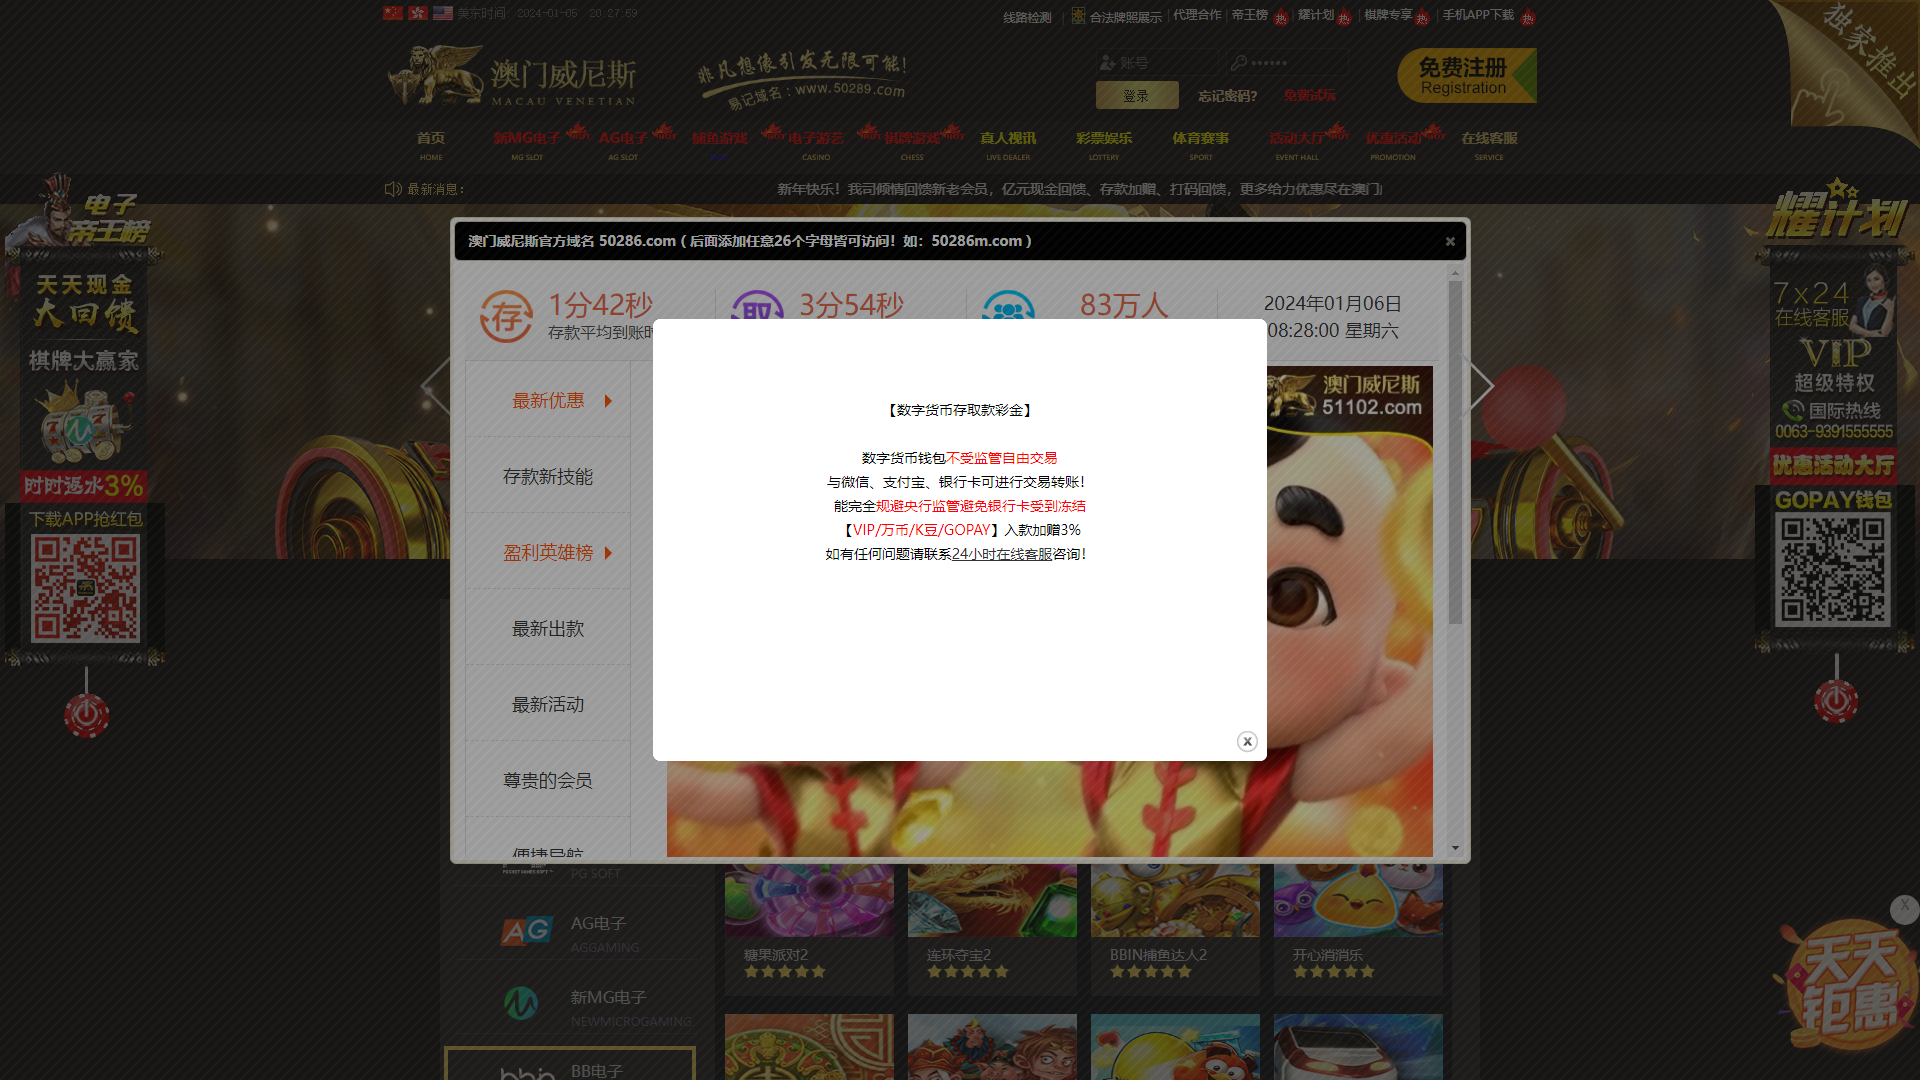 美东时间：2024-01-05 20:27:59
线路检测
合法牌照展示
代理合作
帝王榜
热
耀计划
热
棋牌专享
热
手机APP下载
热
独家推出
澳门威尼斯
MACAU VENETIAN
非凡想像引发无限可能!
易记域名:www.50289.com
账号
登录
忘记密码?
免费试玩
免费注册
Registration
首页
HOME
新MG电子
MG SLOT
AG电子
AG SLOT
捕鱼游戏
电子游艺
CASINO
棋牌游戏
CHESS
真人视讯
LIVE DEALER
彩票娱乐
LOTTERY
体育赛事
SPORT
活动大厅
EVENT HALL
优惠活动
PROMOTION
在线客服
SERVICE
最新消息：
新年快乐！我司倾情回馈新老会员，亿元现金回馈、存款加赠、打码回馈，更多给力优惠尽在澳门
电子
帝王榜
天天现金
大回馈
棋牌大赢家
时时返水3%
下载APP抢红包
耀计划
7x24
在线客服
VIP
超级特权
国际热线
0063-9391555555
优惠活动大厅
GOPAY钱包
澳门威尼斯官方域名 50286.com ( 后面添加任意26个字母皆可访问！如：50286m.com )
存
1分42秒
存款平均到账时
取
3分54秒
83万人
2024年01月06日
08:28:00 星期六
最新优惠
存款新技能
盈利英雄榜
最新出款
最新活动
尊贵的会员
便捷导航
澳门威尼斯
51102.com
【数字货币存取款彩金】
数字货币钱包不受监管自由交易
与微信、支付宝、银行卡可进行交易转账！
能完全规避央行监管避免银行卡受到冻结
【VIP/万币/K豆/GOPAY】入款加赠3%
如有任何问题请联系24小时在线客服咨询！
x
PG SOFT
AG
AG电子
AGGAMING
新MG电子
NEWMICROGAMING
BB电子
糖果派对2
连环夺宝2
BBIN捕鱼达人2
开心消消乐
X
天天
钜惠